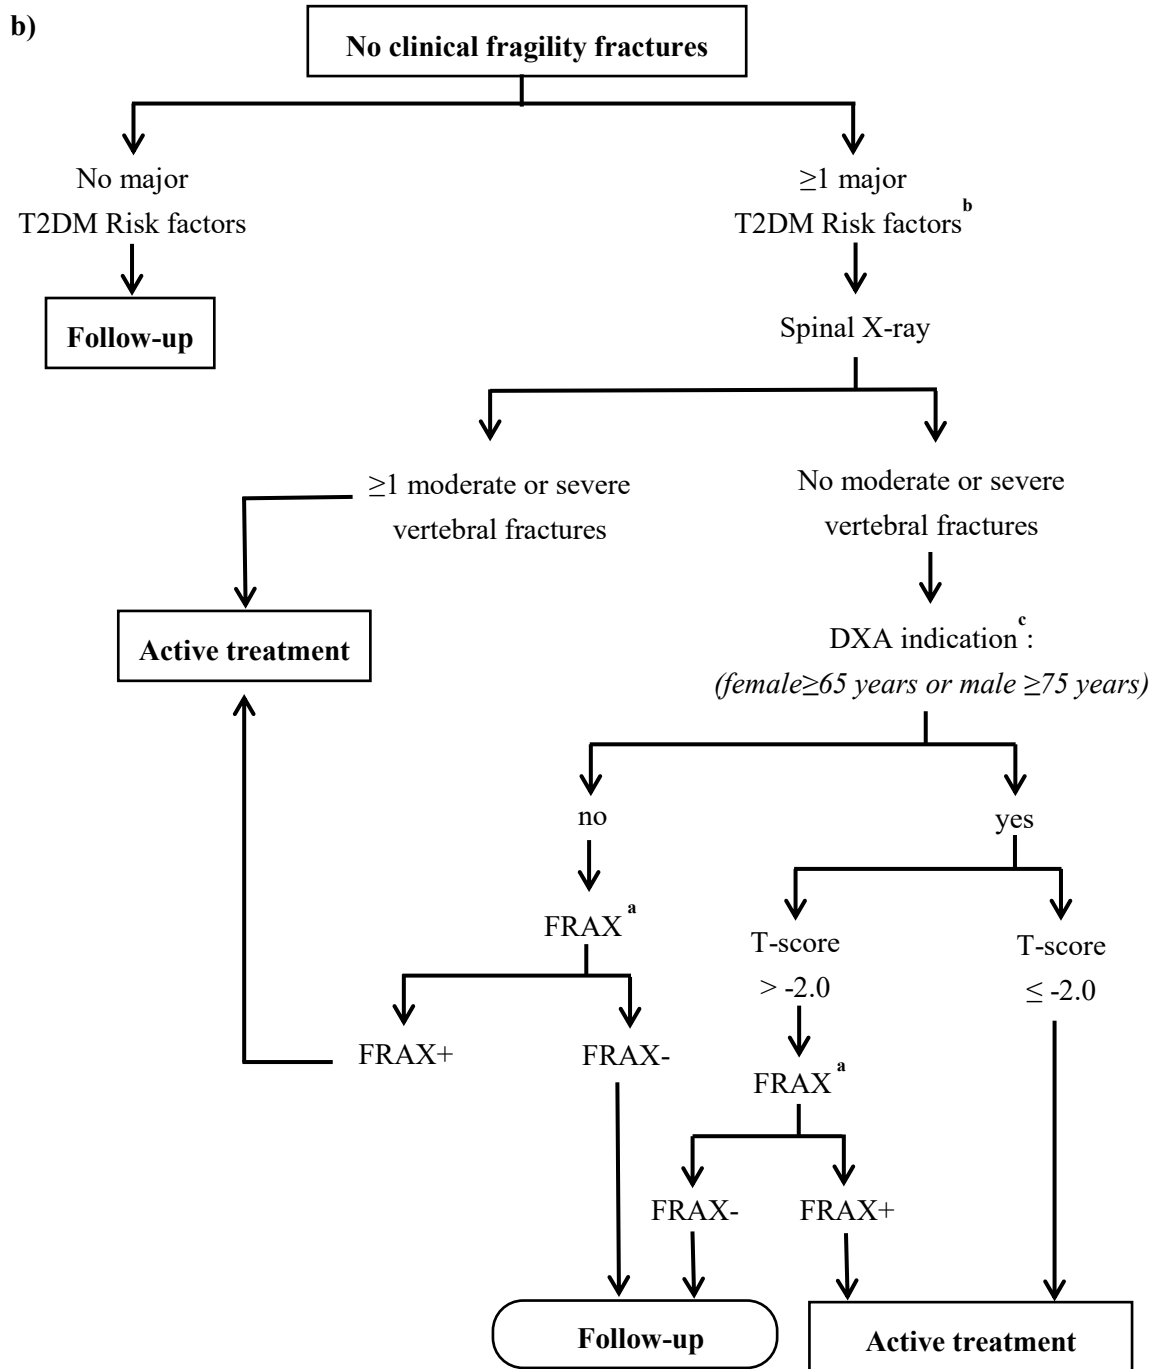 b)
No clinical fragility fractures
No major
T2DM Risk factors
≥1 major
T2DM Risk factors b
Follow-up
Spinal X-ray
≥1 moderate or severe
vertebral fractures
No moderate or severe
vertebral fractures
Active treatment
DXA indication c:
(female≥65 years or male ≥75 years)
no
yes
FRAX a
T-score
> -2.0
T-score
≤ -2.0
FRAX+
FRAX-
FRAX a
FRAX-
FRAX+
Follow-up
Active treatment